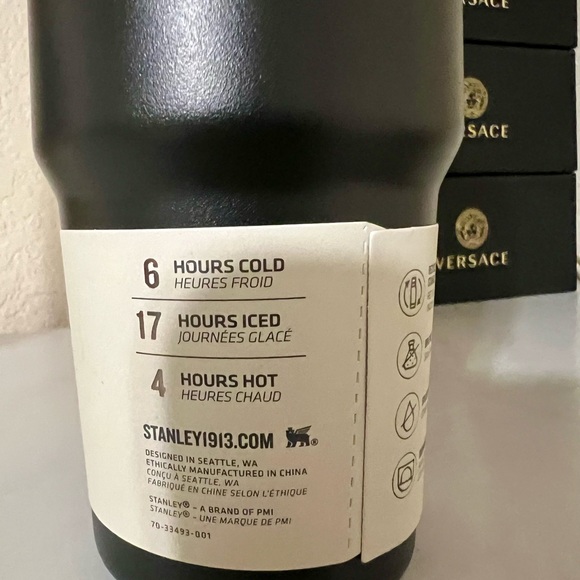 6 HOURS COLD
HEURES FROID
17 HOURS ICED
JOURNÉES GLACÉ
4 HOURS HOT
HEURES CHAUD
STANLEY1913.COM ®
DESIGNED IN SEATTLE, WA
ETHICALLY MANUFACTURED IN CHINA
CONÇU À SEATTLE, WA
FABRIQUÉ EN CHINE SELON L'ÉTHIQUE
STANLEY® - A BRAND OF PMI
STANLEY® - UNE MARQUE DE PMI
70-33493-001
SACE
RSACE
VERSACE